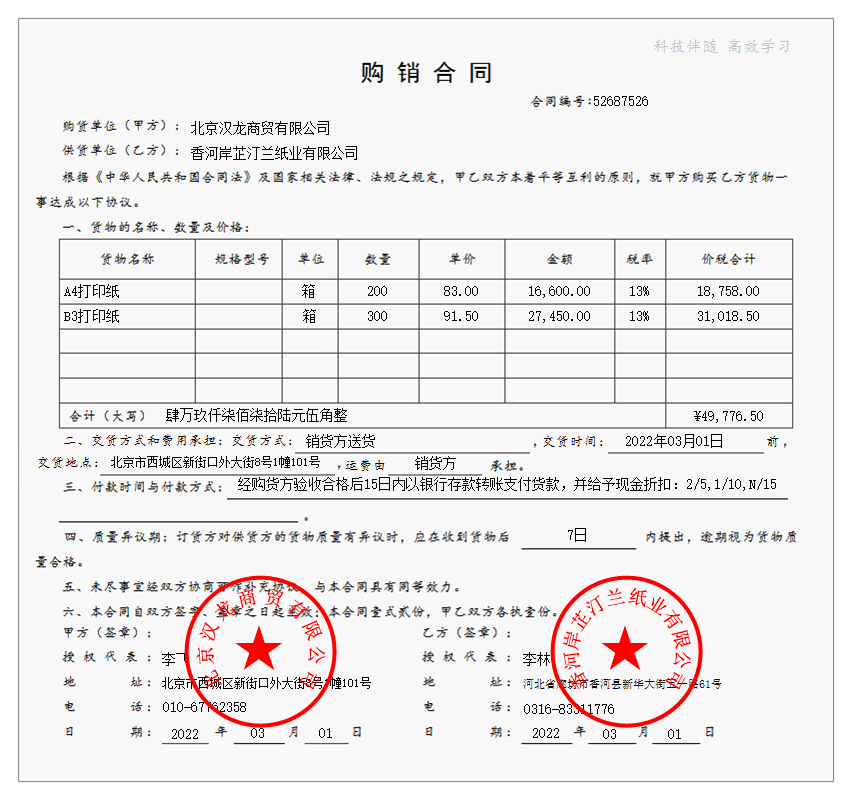 科技伴随 高效学习
购销合同
合同编号:52687526
购货单位（甲方）：北京汉龙商贸有限公司
供货单位（乙方）：香河岸芷汀兰纸业有限公司
根据《中华人民共和国合同法》及国家相关法律、法规之规定，甲乙双方本着平等互利的原则，就甲方购买乙方货物一
事达成以下协议。
一、货物的名称、数量及价格：
货物名称 规格型号 单位 数量 单价 金额 税率 价税合计
A4打印纸 箱 200 83.00 16,600.00 13% 18,758.00
B3打印纸 箱 300 91.50 27,450.00 13% 31,018.50
合计（大写） 肆万玖仟柒佰柒拾陆元伍角整 ¥49,776.50
二、交货方式和费用承担：交货方式：销货方送货，交货时间：2022年03月01日前，
交货地点：北京市西城区新街口外大街8号1幢101号，运费由 销货方 承担。
三、付款时间与付款方式：经购货方验收合格后15日内以银行存款转账支付货款，并给予现金折扣：2/5,1/10,N/15
。
四、质量异议期：订货方对供货方的货物质量有异议时，应在收到货物后 7日 内提出，逾期视为货物质
量合格。
五、未尽事宜经双方协商可作补充协议，与本合同具有同等效力。
六、本合同自双方签字、盖章之日起生效；本合同壹式贰份，甲乙双方各执壹份。
甲方（签章）： 乙方（签章）：
授权代表：李 授权代表：李林
地址：北京市西城区新街口外大街8号1幢101号 地址：河北省廊坊市香河县新华大街 61号
电话：010-67762358 电话：0316-83311776
日期：2022 年 03 月 01 日 日期：2022 年 03 月 01 日
北京汉龙商贸有限公司
香河岸芷汀兰纸业有限公司